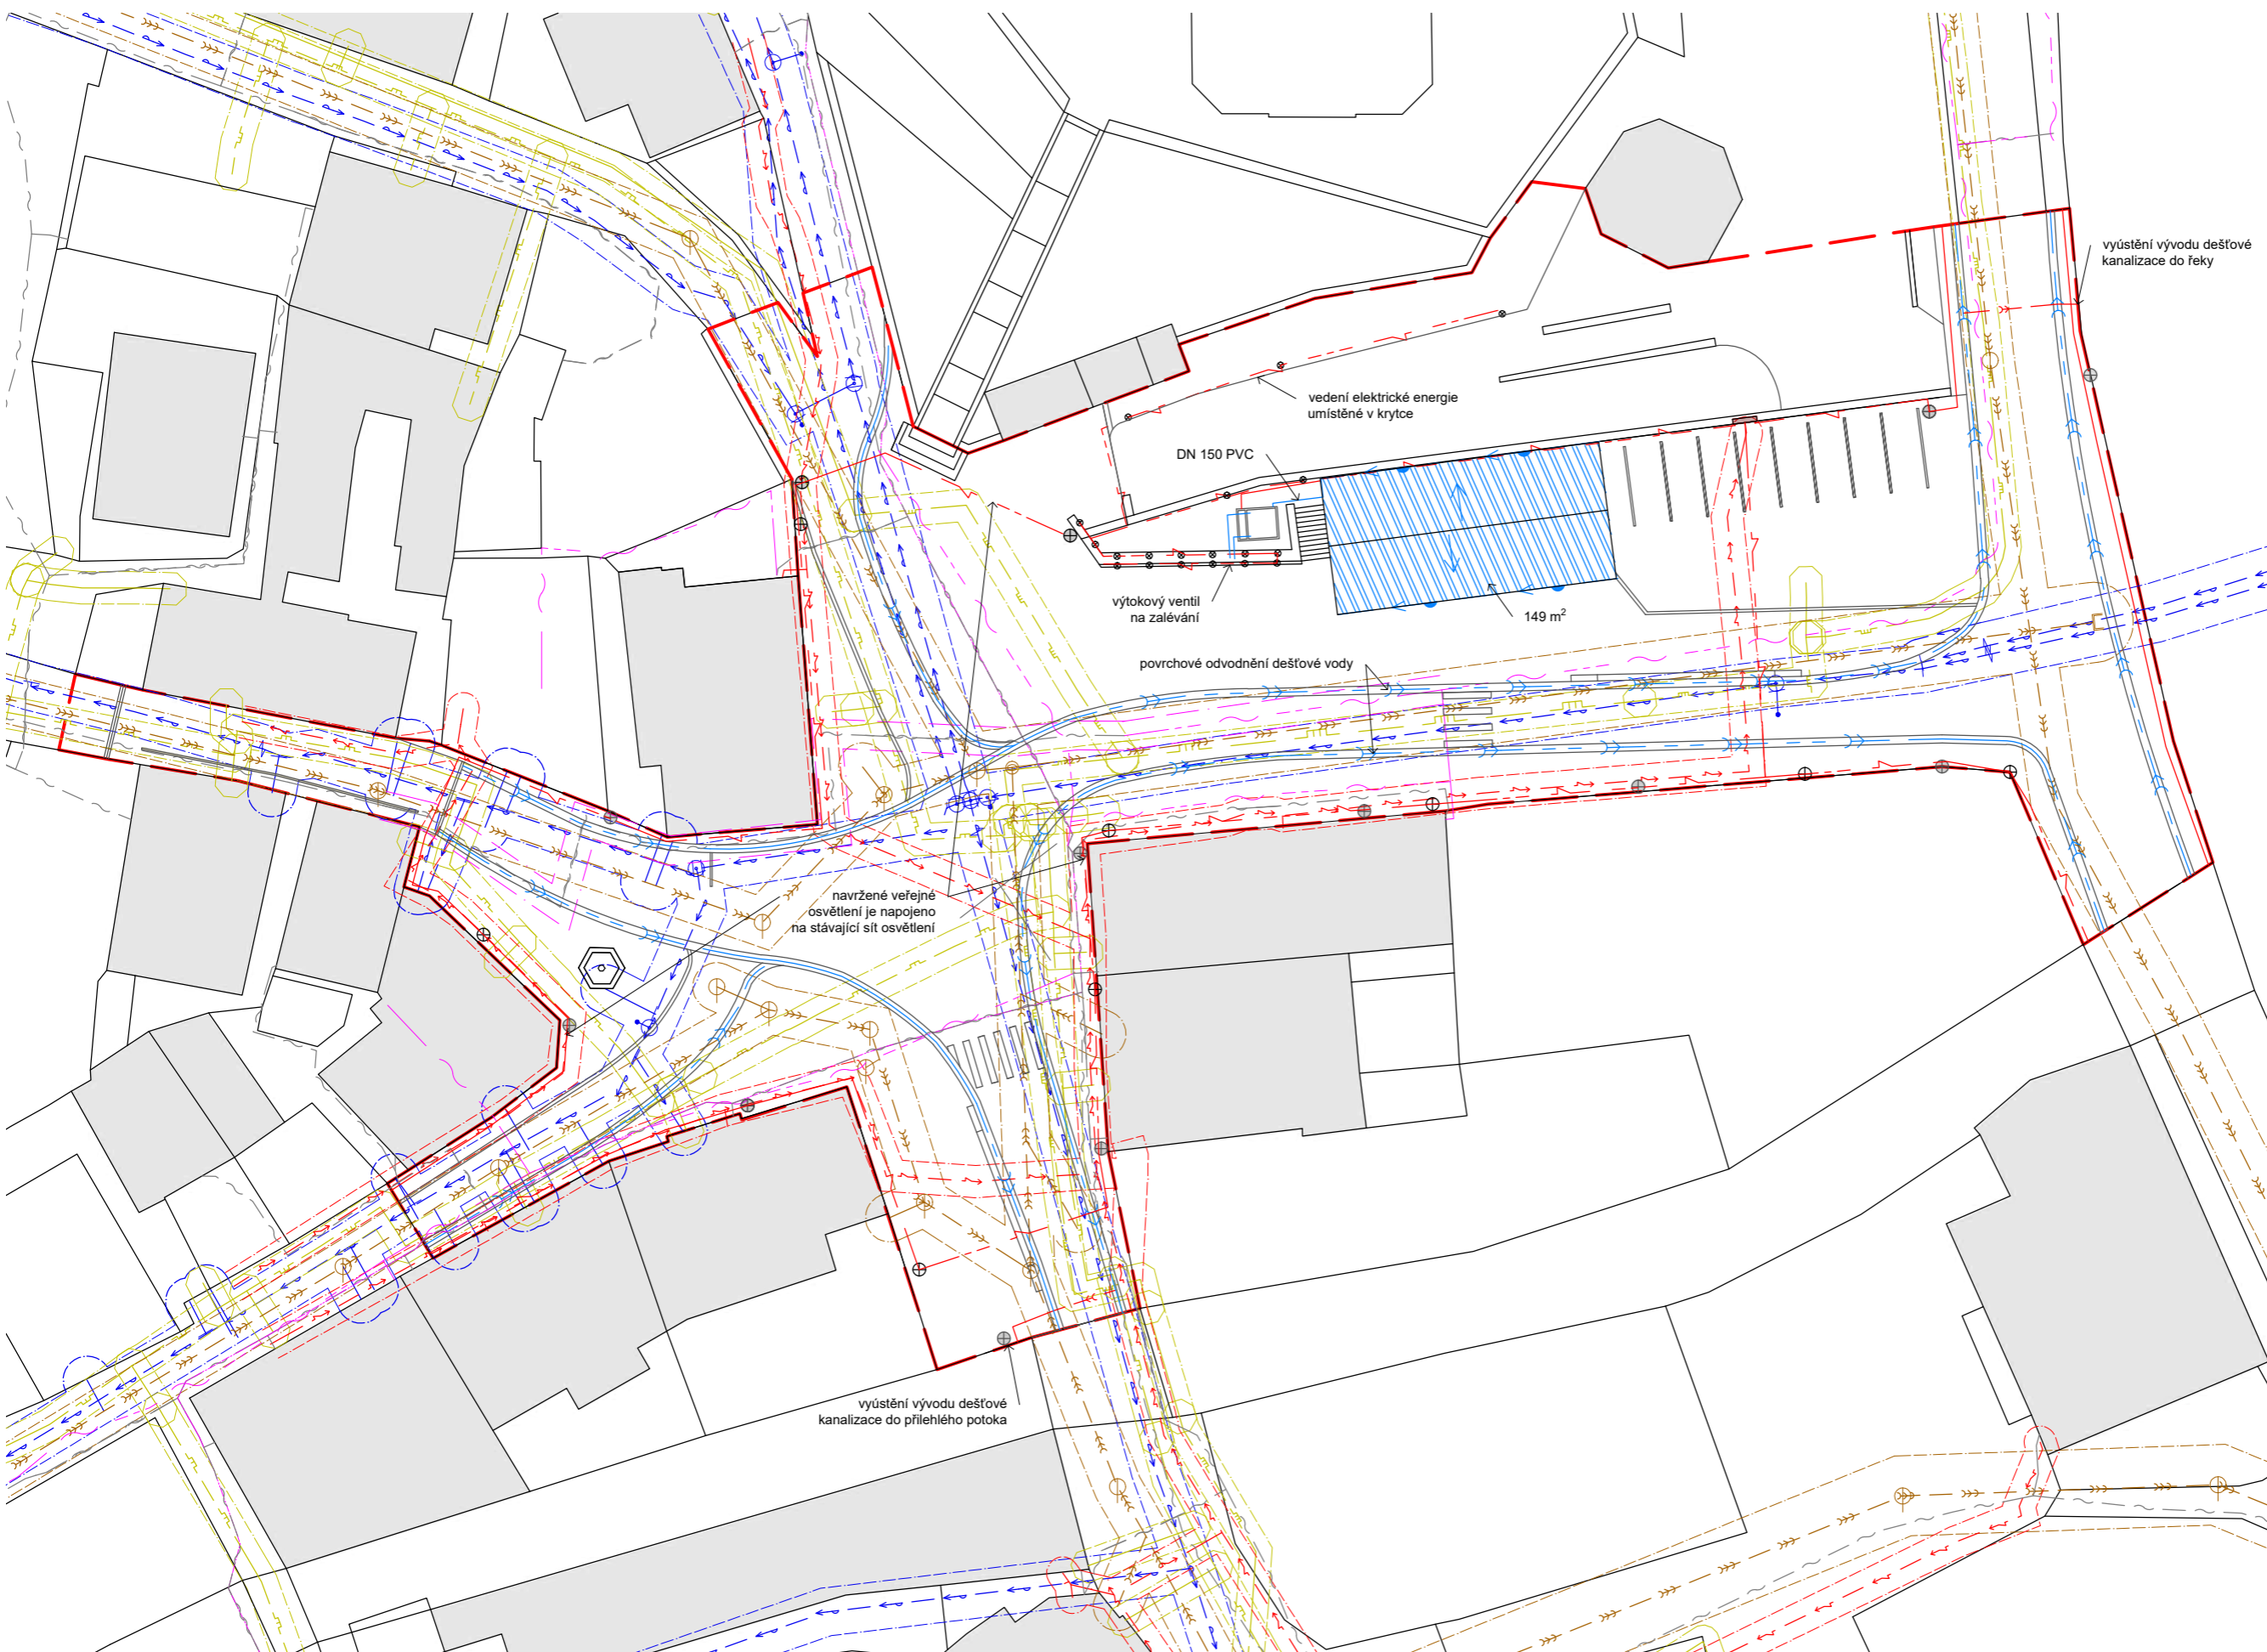 vyústění vývodu dešťové
kanalizace do řeky
vedení elektrické energie
umístěné v krytce
DN 150 PVC
výtokový ventil
na zalévání
149 m²
povrchové odvodnění dešťové vody
navržené veřejné
osvětlení je napojeno
na stávající sít osvětlení
vyústění vývodu dešťové
kanalizace do přilehlého potoka